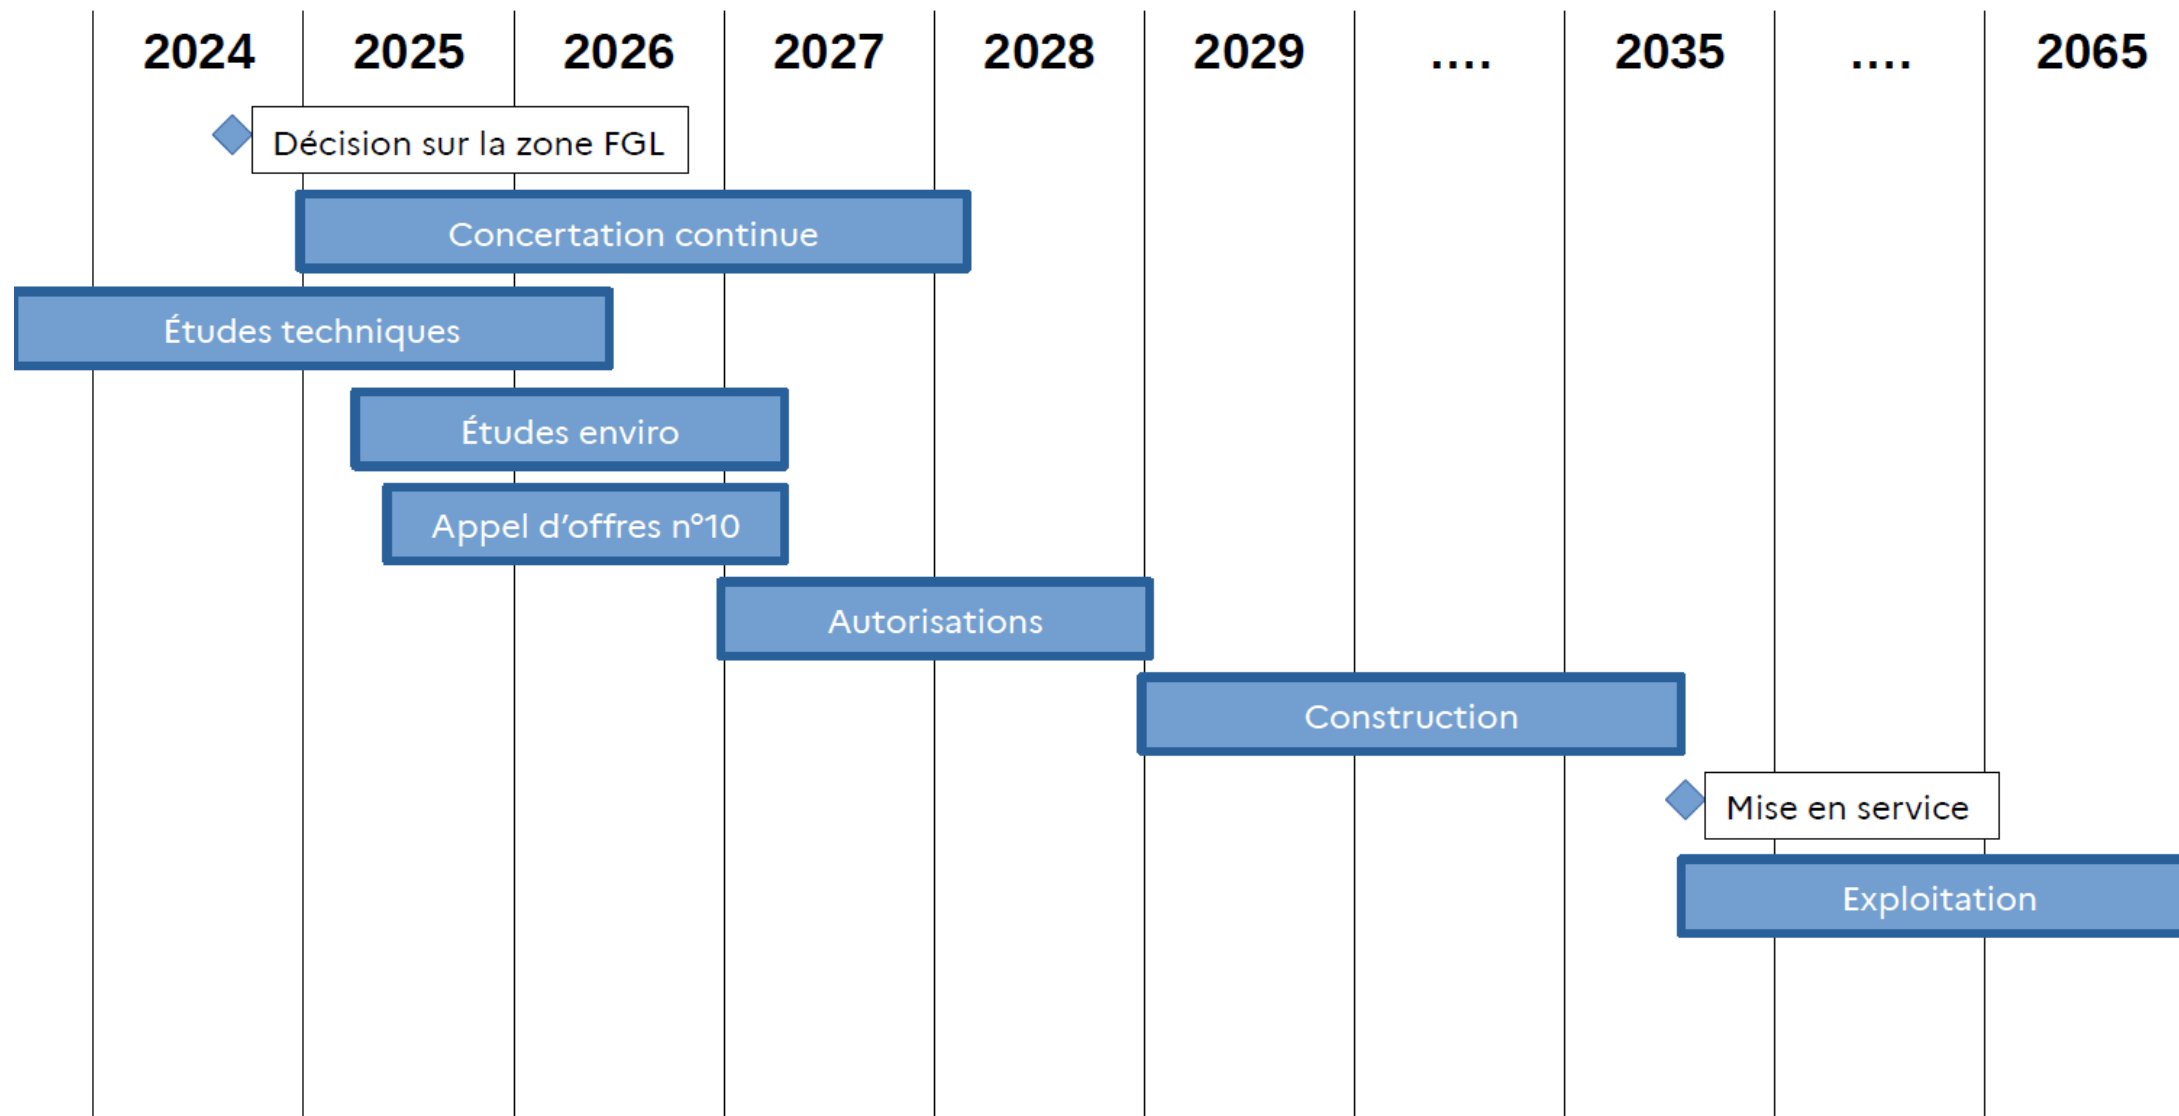 2024 2025 2026 2027 2028 2029 .... 2035 .... 2065
Décision sur la zone FGL
Concertation continue
Études techniques
Études enviro
Appel d’offres n°10
Autorisations
Construction
Mise en service
Exploitation